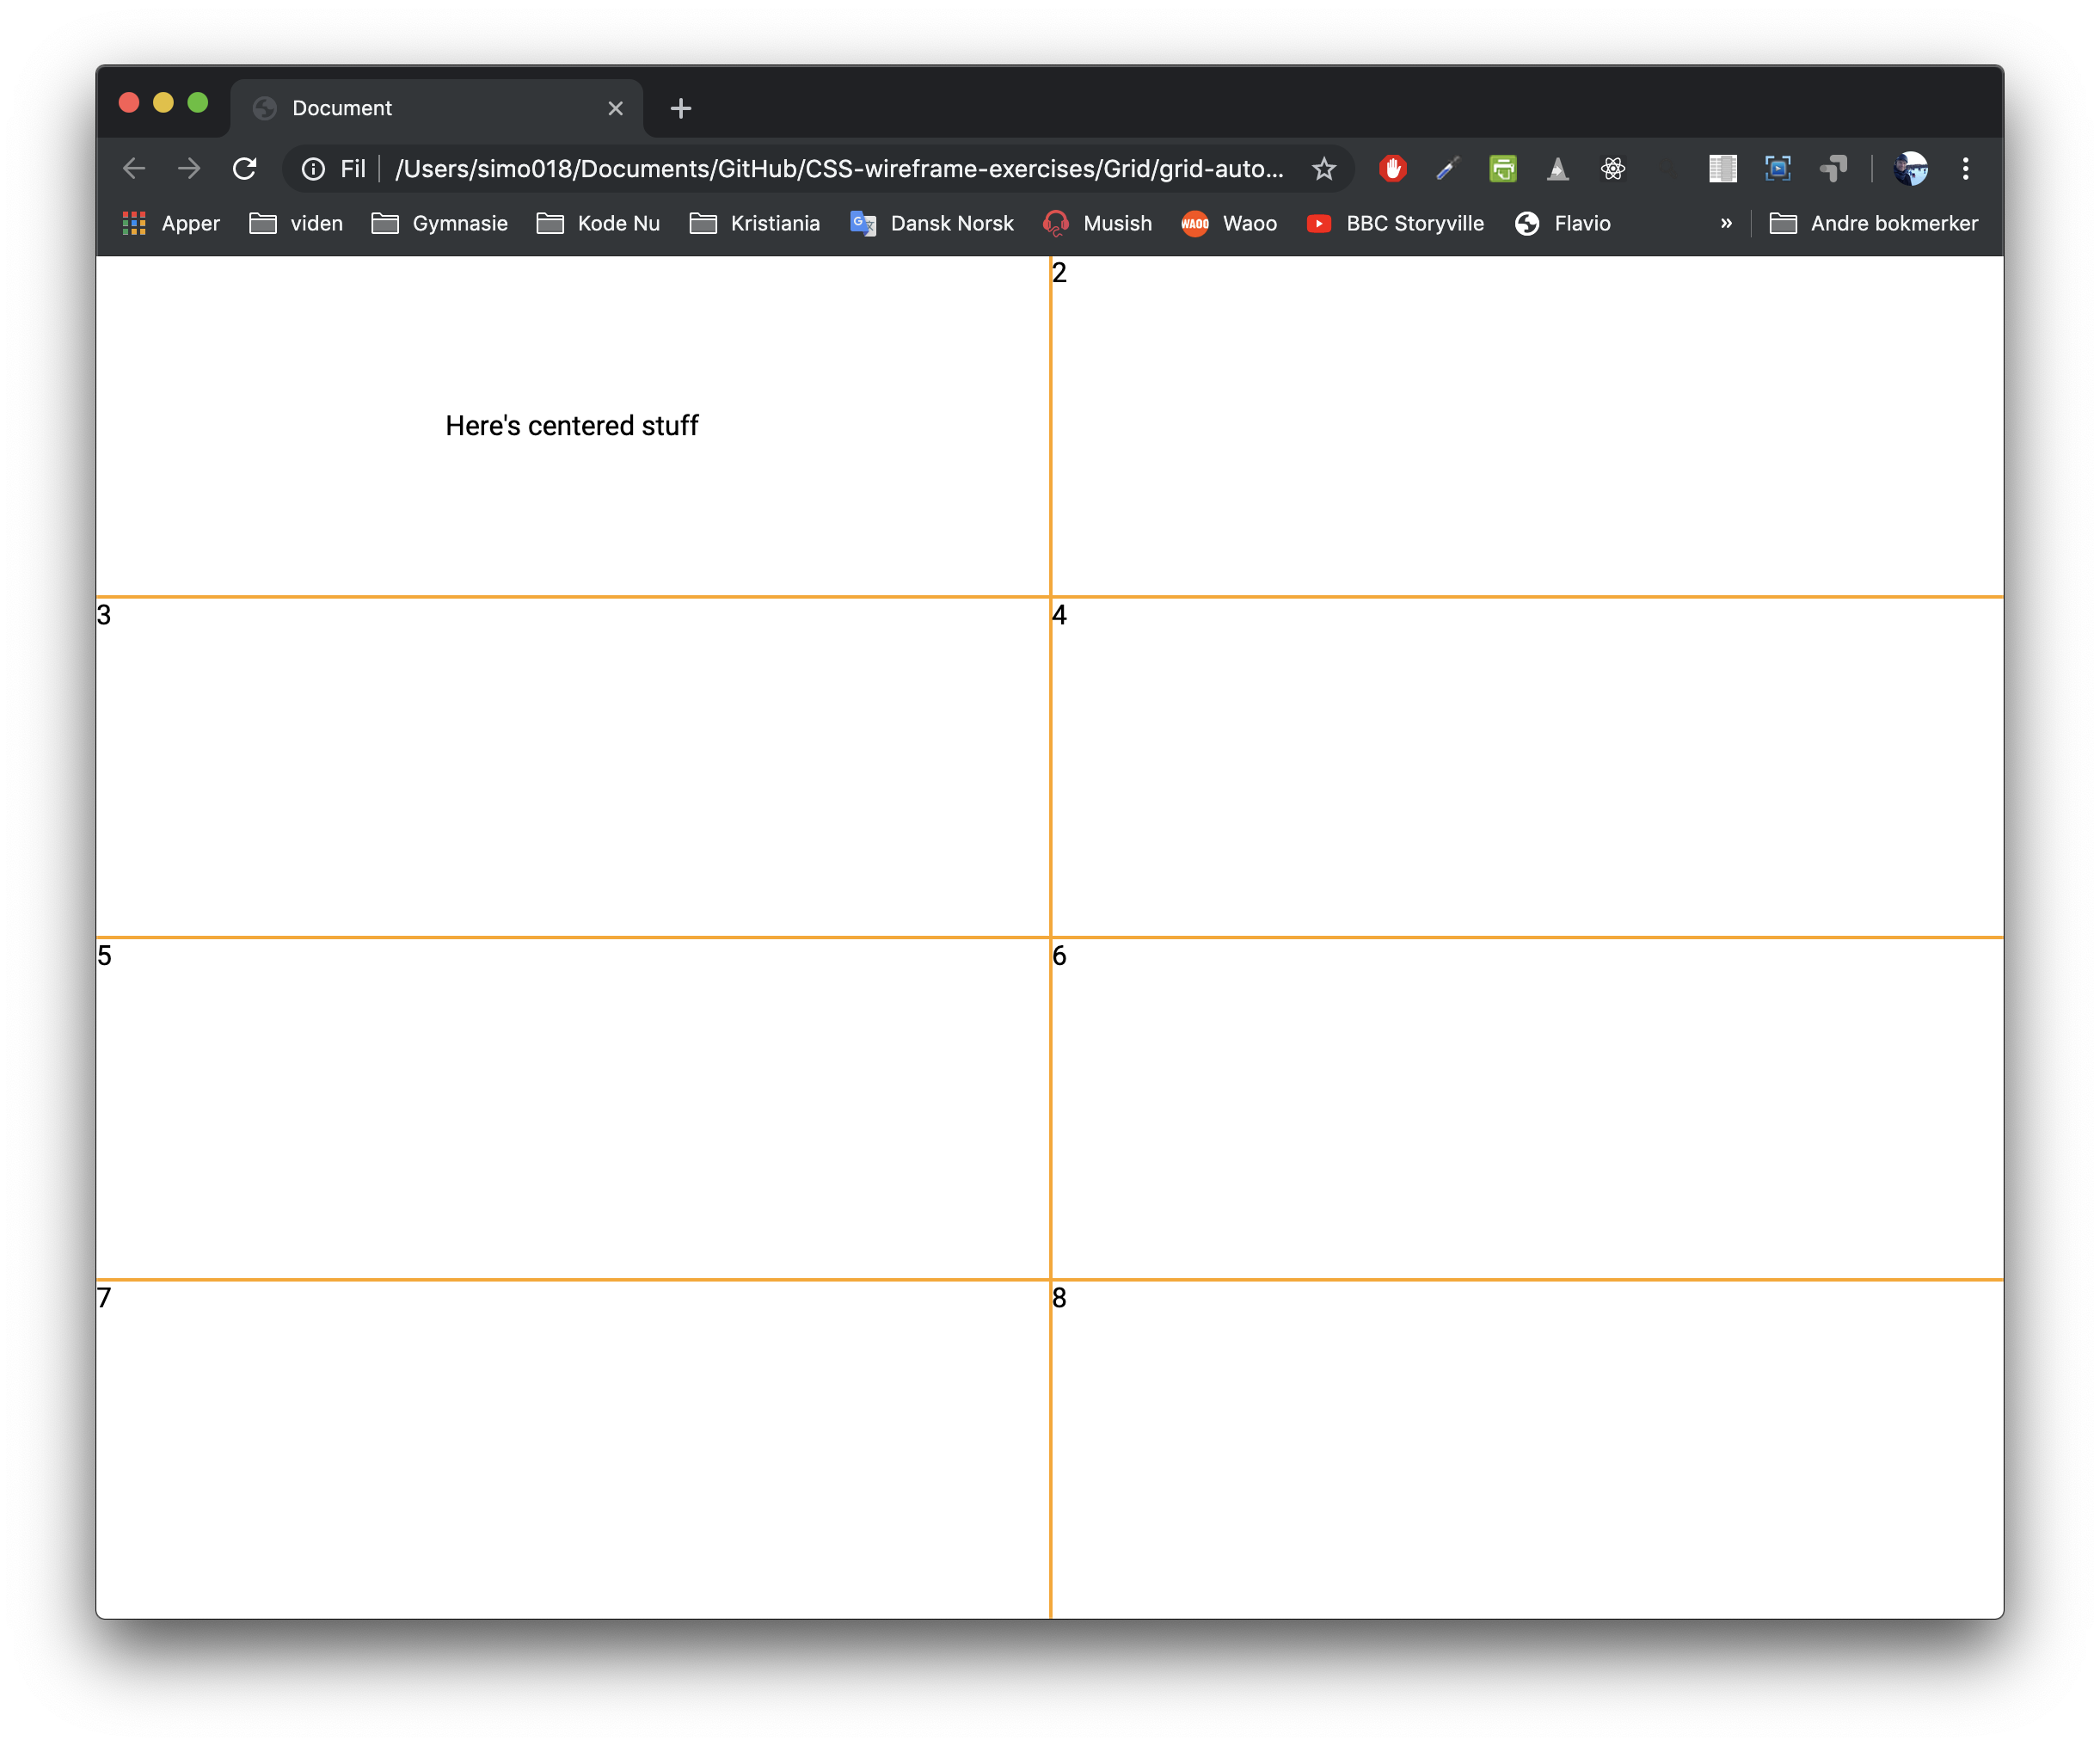 Document
Fil /Users/simo018/Documents/GitHub/CSS-wireframe-exercises/Grid/grid-auto...
Apper viden Gymnasie Kode Nu Kristiania Dansk Norsk Musish WAOO Waoo BBC Storyville Flavio » Andre bokmerker
2
Here's centered stuff
3 4
5 6
7 8